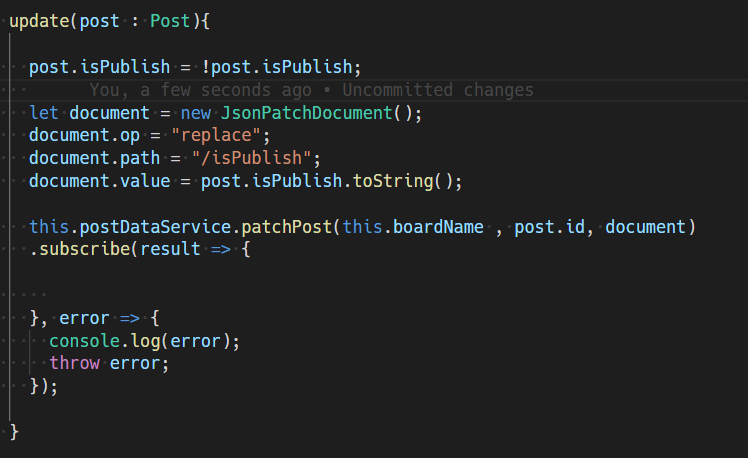 update(post : Post){
post.isPublish = !post.isPublish;
You, a few seconds ago • Uncommitted changes
let document = new JsonPatchDocument();
document.op = "replace";
document.path = "/isPublish";
document.value = post.isPublish.toString();
this.postDataService.patchPost(this.boardName , post.id, document)
.subscribe(result => {
}, error => {
console.log(error);
throw error;
});
}